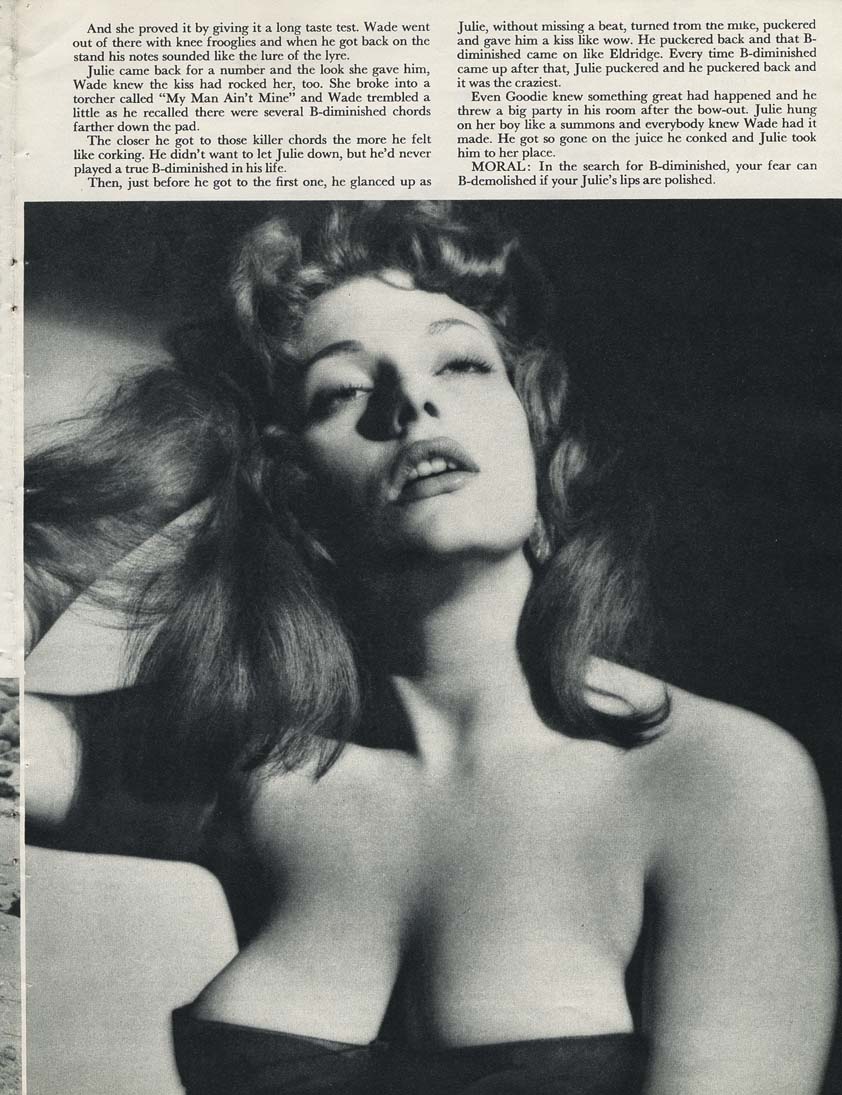 And she proved it by giving it a long taste test. Wade went
out of there with knee frooglies and when he got back on the
stand his notes sounded like the lure of the lyre.
Julie came back for a number and the look she gave him,
Wade knew the kiss had rocked her, too. She broke into a
torcher called “My Man Ain’t Mine” and Wade trembled a
little as he recalled there were several B-diminished chords
farther down the pad.
The closer he got to those killer chords the more he felt
like corking. He didn’t want to let Julie down, but he’d never
played a true B-diminished in his life.
Then, just before he got to the first one, he glanced up as
Julie, without missing a beat, turned from the mike, puckered
and gave him a kiss like wow. He puckered back and that B-
diminished came on like Eldridge. Every time B-diminished
came up after that, Julie puckered and he puckered back and
it was the craziest.
Even Goodie knew something great had happened and he
threw a big party in his room after the bow-out. Julie hung
on her boy like a summons and everybody knew Wade had it
made. He got so gone on the juice he conked and Julie took
him to her place.
MORAL: In the search for B-diminished, your fear can
B-demolished if your Julie’s lips are polished.